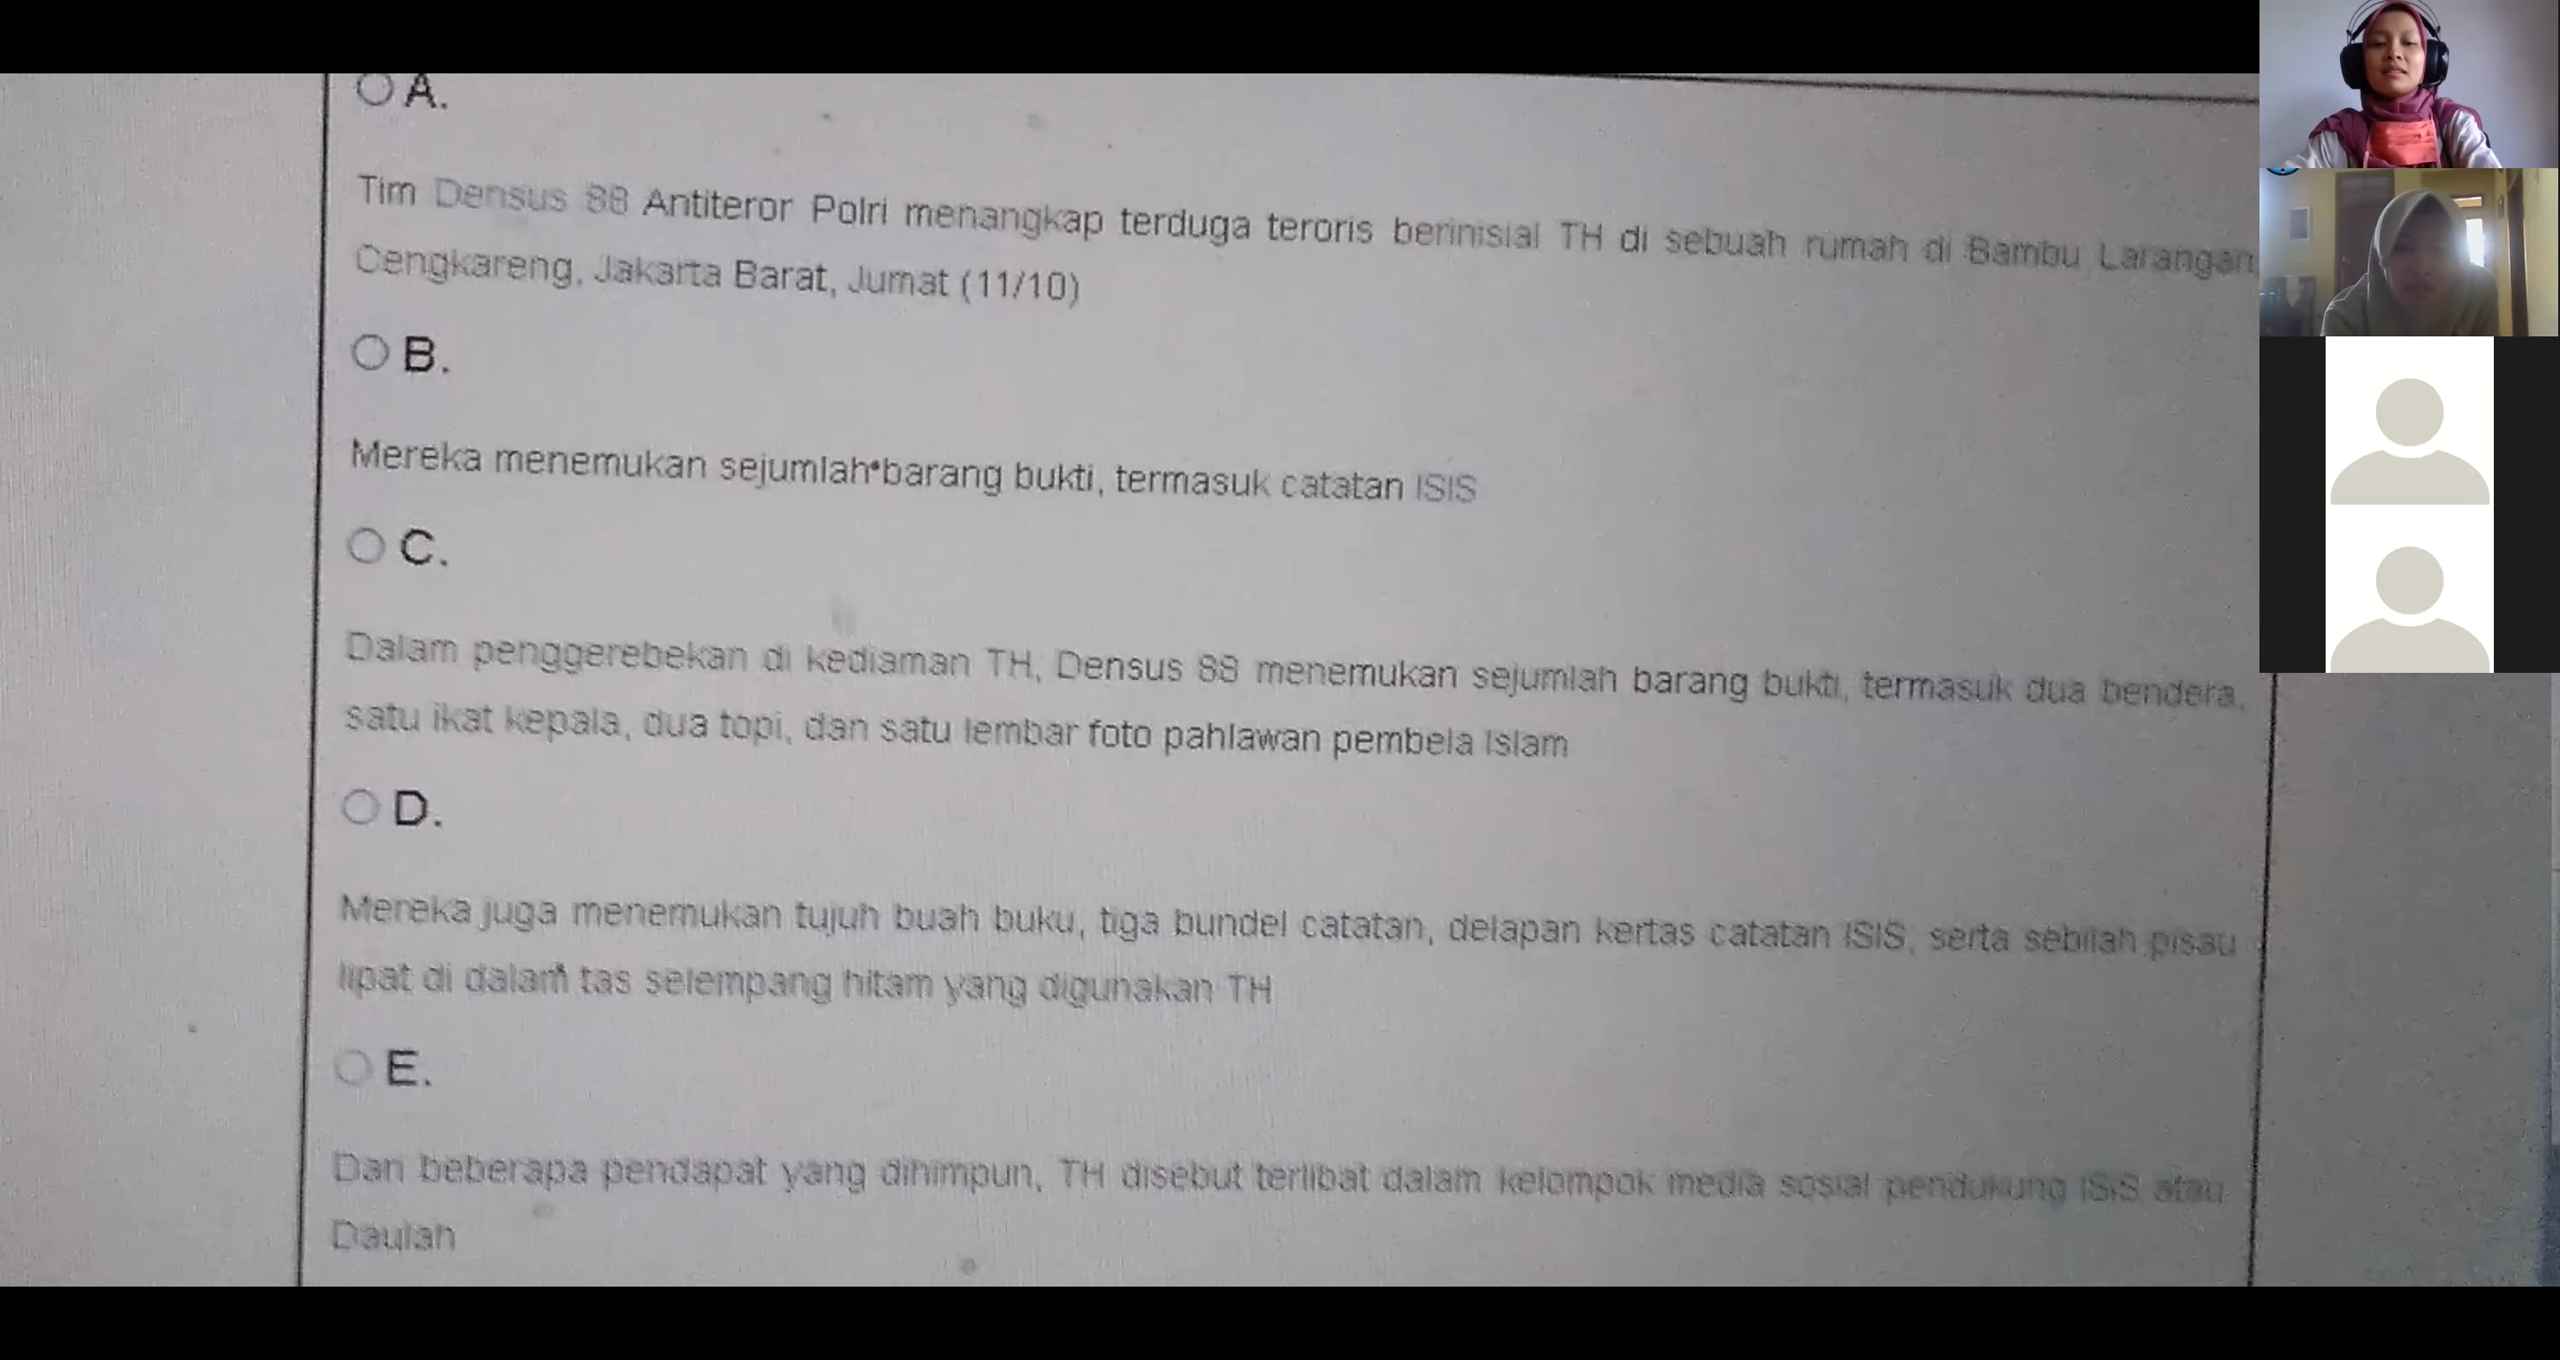 A.
Tim Densus 88 Antiteror Polri menangkap terduga teroris berinisial TH di sebuah rumah di Bambu Larangan
Cengkareng, Jakarta Barat, Jumat (11/10)
B.
Mereka menemukan sejumlah barang bukti, termasuk catatan ISIS
C.
Dalam penggerebekan di kediaman TH, Densus 88 menemukan sejumlah barang bukti, termasuk dua bendera,
satu ikat kepala, dua topi, dan satu lembar foto pahlawan pembela Islam
D.
Mereka juga menemukan tujuh buah buku, tiga bundel catatan, delapan kertas catatan ISIS, serta sebilah pisau
lipat di dalam tas selempang hitam yang digunakan TH
E.
Dan beberapa pendapat yang dihimpun, TH disebut terlibat dalam kelompok media sosial pendukung ISIS atau
Daulah